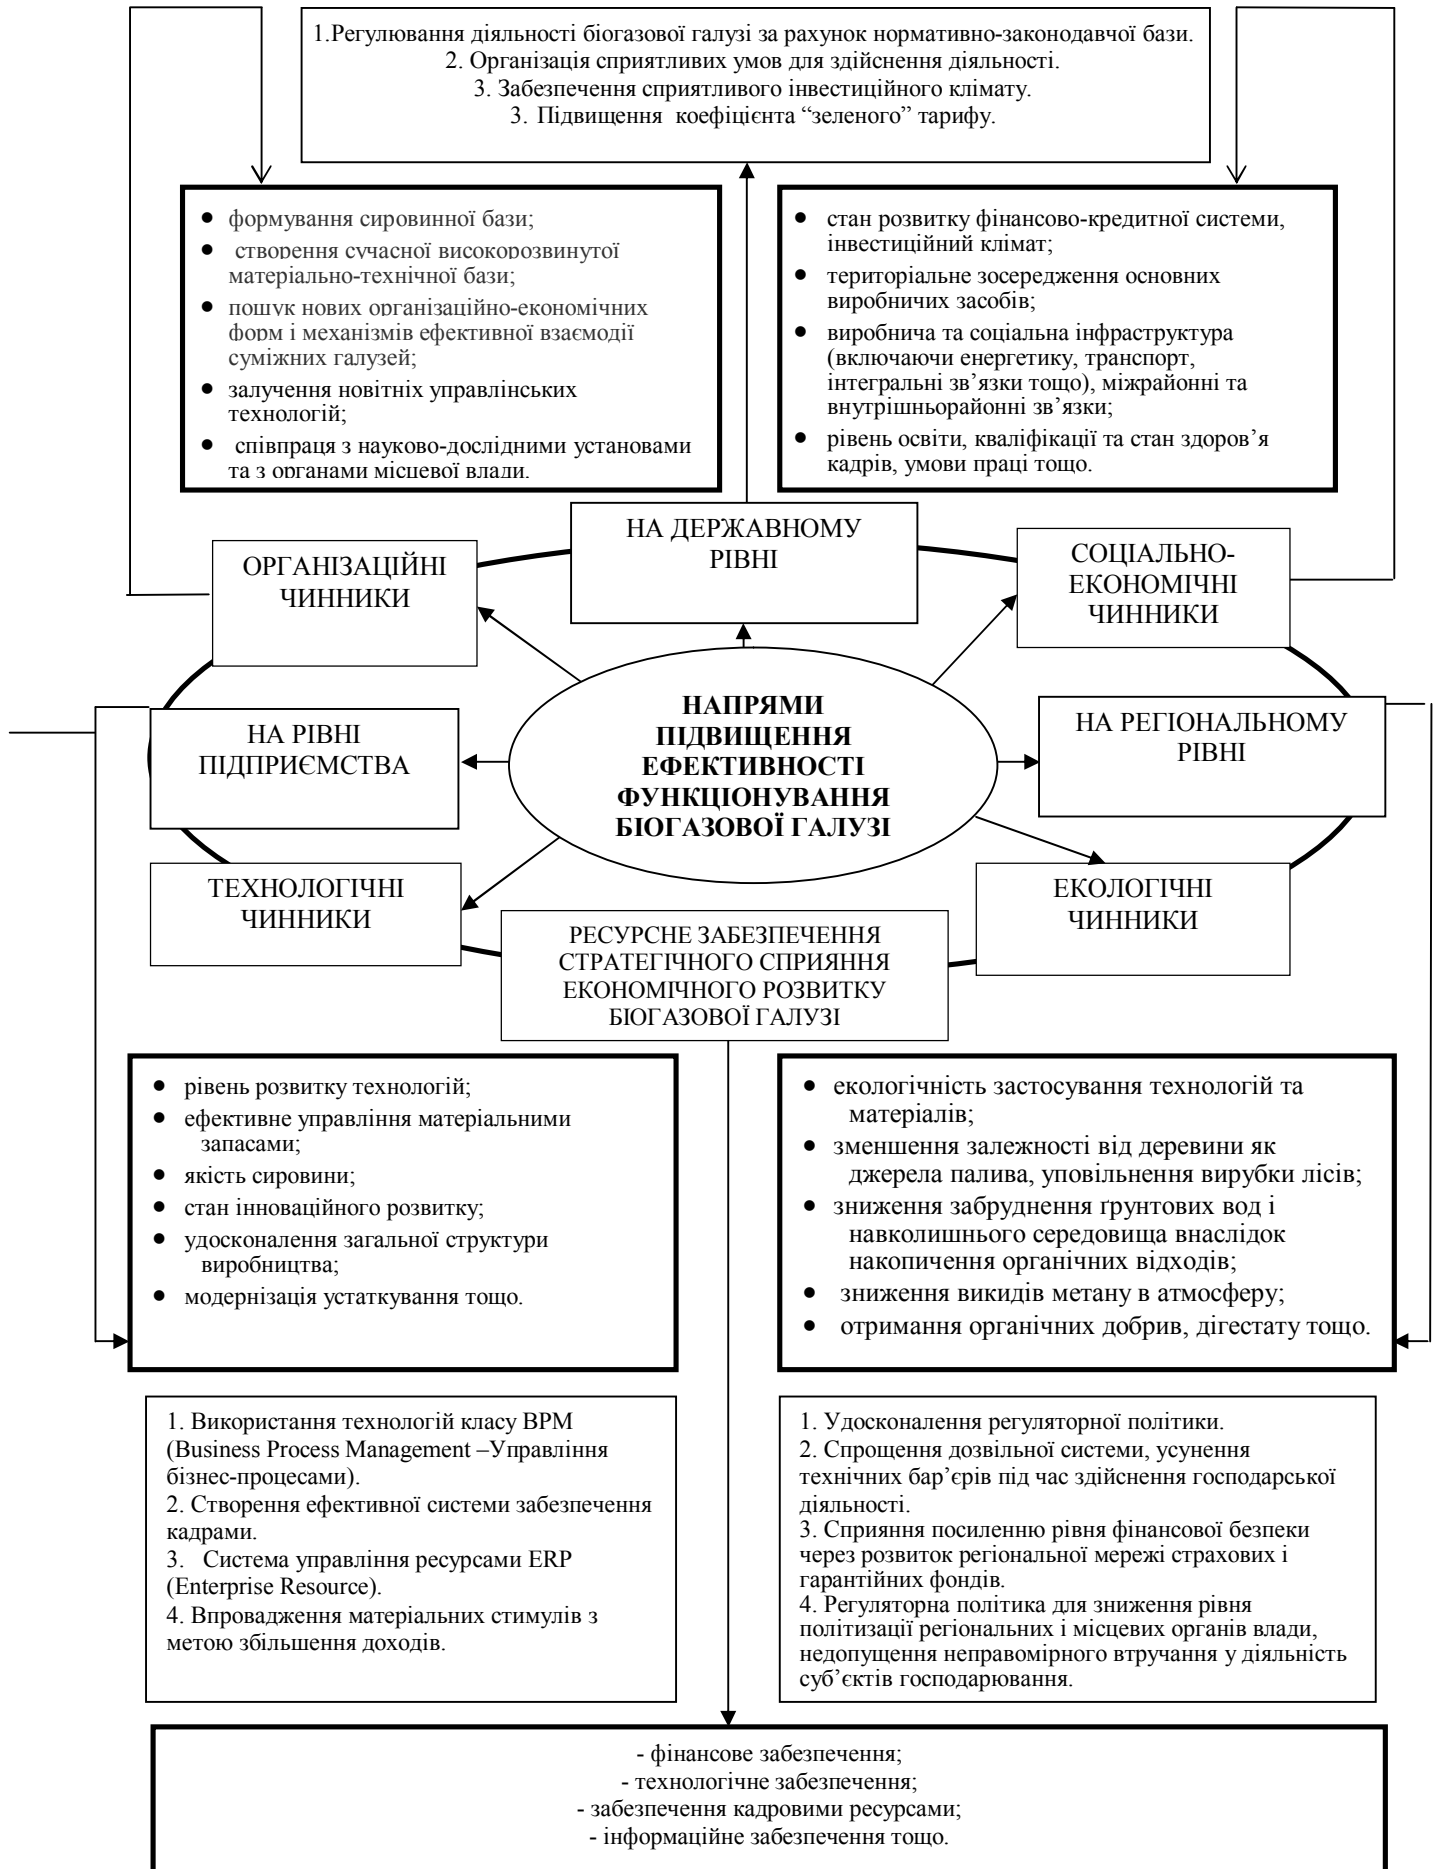 1.Регулювання діяльності біогазової галузі за рахунок нормативно-законодавчої бази.
2. Організація сприятливих умов для здійснення діяльності.
3. Забезпечення сприятливого інвестиційного клімату.
3. Підвищення коефіцієнта “зеленого” тарифу.
● формування сировинної бази;
● створення сучасної високорозвинутої
матеріально-технічної бази;
● пошук нових організаційно-економічних
форм і механізмів ефективної взаємодії
суміжних галузей;
● залучення новітніх управлінських
технологій;
● співпраця з науково-дослідними установами
та з органами місцевої влади.
● стан розвитку фінансово-кредитної системи,
інвестиційний клімат;
● територіальне зосередження основних
виробничих засобів;
● виробнича та соціальна інфраструктура
(включаючи енергетику, транспорт,
інтегральні зв’язки тощо), міжрайонні та
внутрішньорайонні зв’язки;
● рівень освіти, кваліфікації та стан здоров’я
кадрів, умови праці тощо.
ОРГАНІЗАЦІЙНІ
ЧИННИКИ
НА ДЕРЖАВНОМУ
РІВНІ
СОЦІАЛЬНО-
ЕКОНОМІЧНІ
ЧИННИКИ
НА РІВНІ
ПІДПРИЄМСТВА
НАПРЯМИ
ПІДВИЩЕННЯ
ЕФЕКТИВНОСТІ
ФУНКЦІОНУВАННЯ
БІОГАЗОВОЇ ГАЛУЗІ
НА РЕГІОНАЛЬНОМУ
РІВНІ
ТЕХНОЛОГІЧНІ
ЧИННИКИ
РЕСУРСНЕ ЗАБЕЗПЕЧЕННЯ
СТРАТЕГІЧНОГО СПРИЯННЯ
ЕКОНОМІЧНОГО РОЗВИТКУ
БІОГАЗОВОЇ ГАЛУЗІ
ЕКОЛОГІЧНІ
ЧИННИКИ
● рівень розвитку технологій;
● ефективне управління матеріальними
запасами;
● якість сировини;
● стан інноваційного розвитку;
● удосконалення загальної структури
виробництва;
● модернізація устаткування тощо.
● екологічність застосування технологій та
матеріалів;
● зменшення залежності від деревини як
джерела палива, уповільнення вирубки лісів;
● зниження забруднення ґрунтових вод і
навколишнього середовища внаслідок
накопичення органічних відходів;
● зниження викидів метану в атмосферу;
● отримання органічних добрив, дігестату тощо.
1. Використання технологій класу BPM
(Business Process Management –Управління
бізнес-процесами).
2. Створення ефективної системи забезпечення
кадрами.
3. Система управління ресурсами ERP
(Enterprise Resource).
4. Впровадження матеріальних стимулів з
метою збільшення доходів.
1. Удосконалення регуляторної політики.
2. Спрощення дозвільної системи, усунення
технічних бар’єрів під час здійснення господарської
діяльності.
3. Сприяння посиленню рівня фінансової безпеки
через розвиток регіональної мережі страхових і
гарантійних фондів.
4. Регуляторна політика для зниження рівня
політизації регіональних і місцевих органів влади,
недопущення неправомірного втручання у діяльність
суб’єктів господарювання.
- фінансове забезпечення;
- технологічне забезпечення;
- забезпечення кадровими ресурсами;
- інформаційне забезпечення тощо.